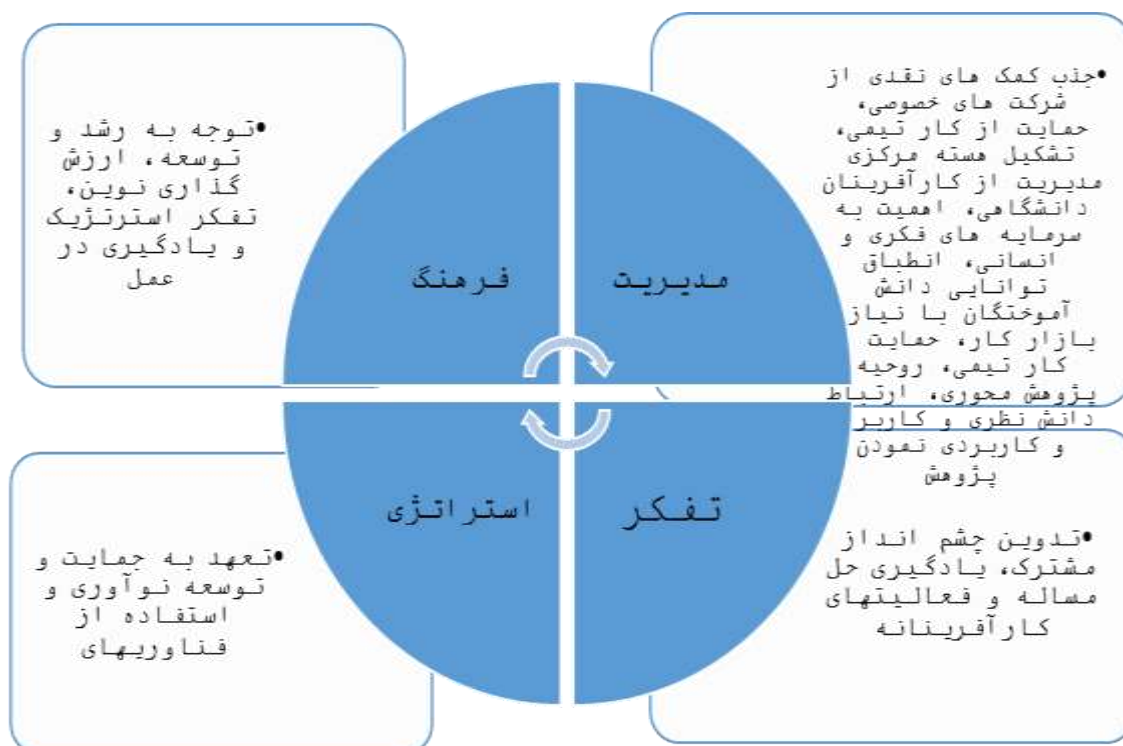 •جذب کمک های نقدی از
شرکت های خصوصی،
حمایت از کار تیمی،
تشکیل هسته مرکزی
مدیریت از کارآفرینان
دانشگاهی، اهمیت به
سرمایه های فکری و
انسانی، انطباق
توانایی دانش
آموختگان با نیاز
بازار کار، حمایت
کار تیمی، روحیه
پژوهش محوری، ارتباط
دانش نظری و کاربر
و کاربردی نمودن
پژوهش
•توجه به رشد و
توسعه، ارزش
گذاری نوین،
تفکر استرتژیک
و یادگیری در
عمل
مدیریت
فرهنگ
تفکر
استراتژی
•تدوین چشم انداز
مشترک، یادگیری حل
مساله و فعالیتهای
کارآفرینانه
•تعهد به حمایت و
توسعه نوآوری و
استفاده از
فناوریهای